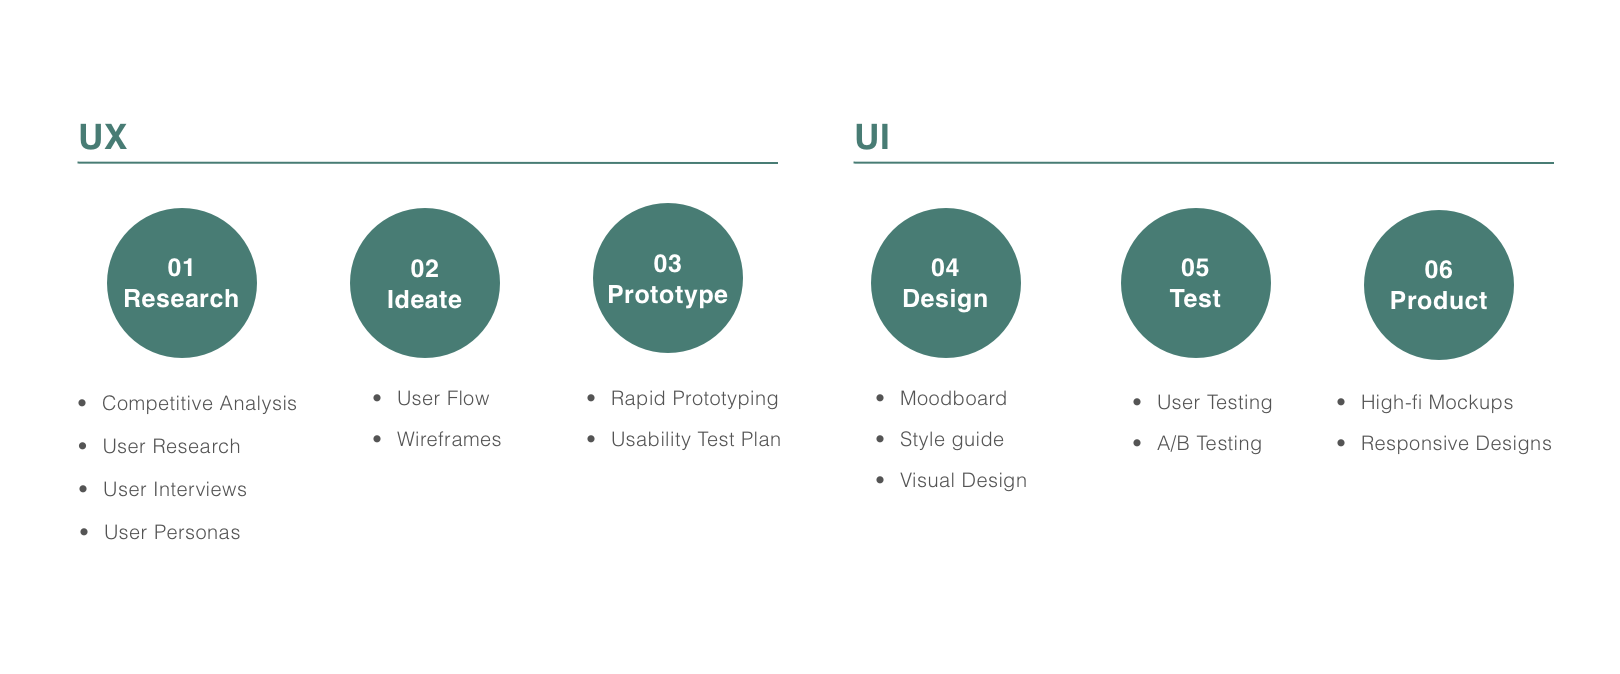 UX
01
Research
• Competitive Analysis
• User Research
• User Interviews
• User Personas
02
Ideate
• User Flow
• Wireframes
03
Prototype
• Rapid Prototyping
• Usability Test Plan
UI
04
Design
• Moodboard
• Style guide
• Visual Design
05
Test
• User Testing
• A/B Testing
06
Product
• High-fi Mockups
• Responsive Designs